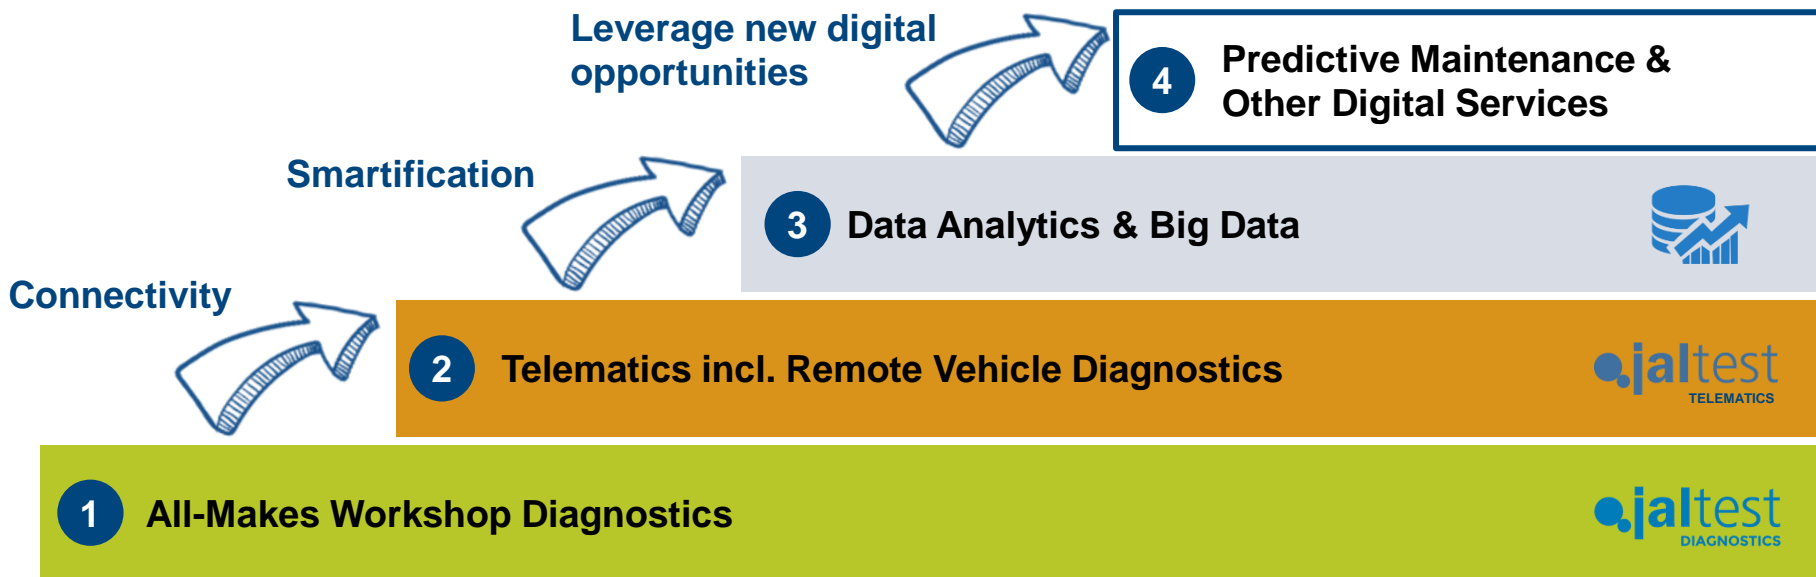 Leverage new digital
opportunities
4
Predictive Maintenance &
Other Digital Services
Smartification
3
Data Analytics & Big Data
Connectivity
2
Telematics incl. Remote Vehicle Diagnostics
jaltest
TELEMATICS
1
All-Makes Workshop Diagnostics
jaltest
DIAGNOSTICS